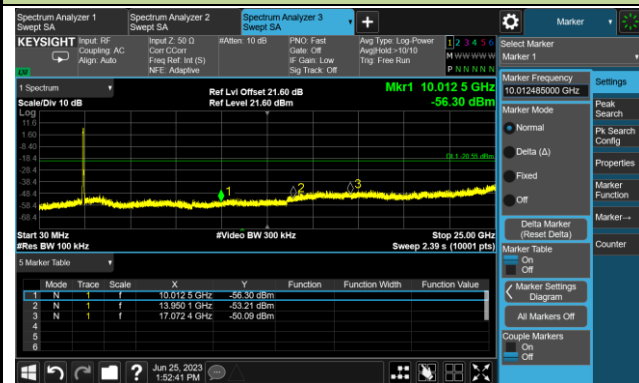 Spectrum Analyzer 1
Swept SA
Spectrum Analyzer 2
Swept SA
Spectrum Analyzer 3
Swept SA
Marker
KEYSIGHT
Input: RF
Coupling: AC
Align: Auto
Input Z: 50 Ω
Corr CCorr
Freq Ref: Int (S)
NFE: Adaptive
#Atten: 10 dB
PNO: Fast
Gate: Off
IF Gain: Low
Sig Track: Off
Avg Type: Log-Power
Avg|Hold:>10/10
Trig: Free Run
1 2 3 4 5 6
M W W W W W
P N N N N N
LW
Select Marker
Marker 1
1 Spectrum
Scale/Div 10 dB
Log
Ref Lvl Offset 21.60 dB
Ref Level 21.60 dBm
Mkr1 10.012 5 GHz
-56.30 dBm
11.6
1.60
-8.40
-18.4
-28.4
-38.4
-48.4
-58.4
-68.4
DL1 -20.55 dBm
1
2
3
Start 30 MHz
#Video BW 300 kHz
Stop 25.00 GHz
#Res BW 100 kHz
Sweep 2.39 s (10001 pts)
5 Marker Table
Mode Trace Scale X Y Function Function Width Function Value
1 N 1 f 10.012 5 GHz -56.30 dBm
2 N 1 f 13.950 1 GHz -53.21 dBm
3 N 1 f 17.072 4 GHz -50.09 dBm
4
5
6
Marker Frequency
10.012485000 GHz
Marker Mode
Normal
Delta (Δ)
Fixed
Off
Delta Marker
(Reset Delta)
Marker Table
On
Off
Marker Settings
Diagram
All Markers Off
Couple Markers
On
Off
Settings
Peak
Search
Pk Search
Config
Properties
Marker
Function
Marker→
Counter
Jun 25, 2023
1:52:41 PM